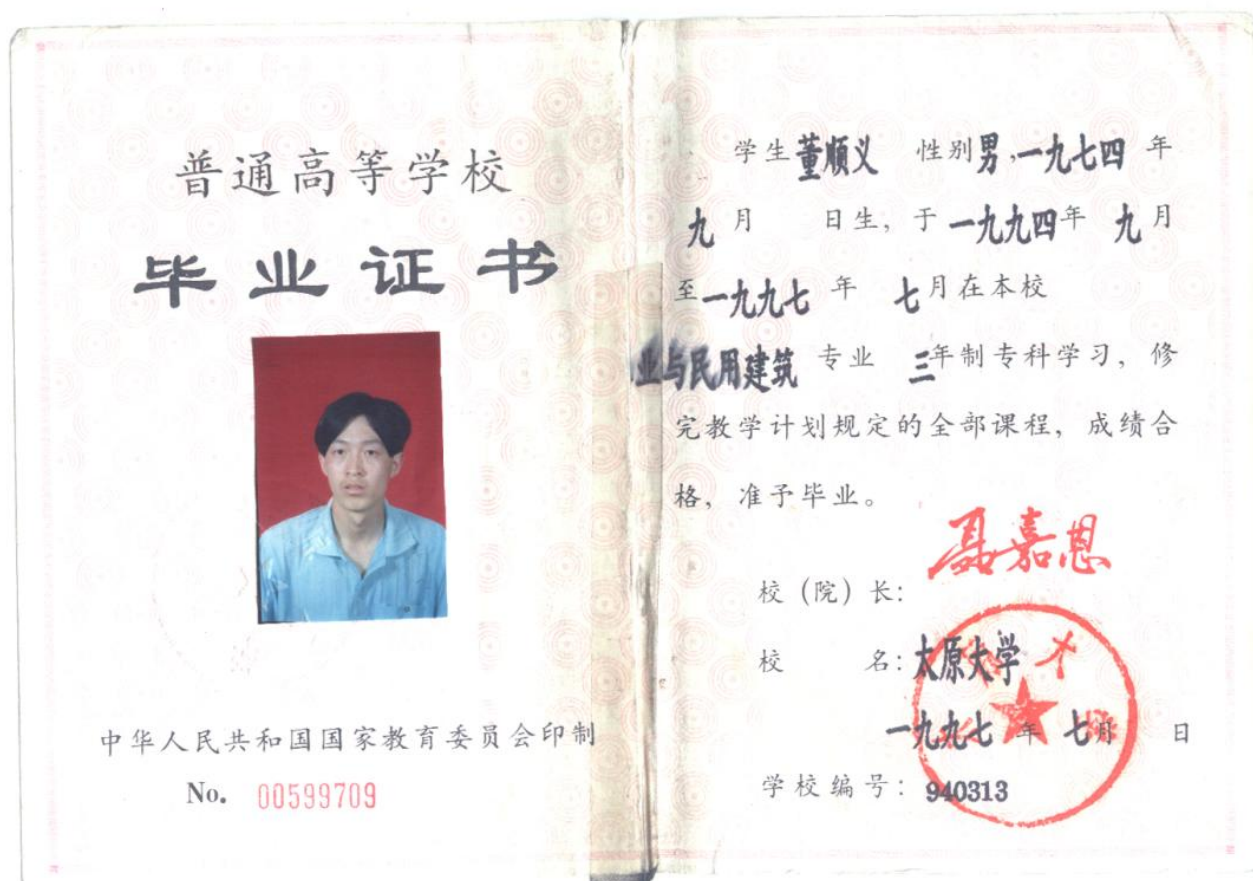 普通高等学校
毕业证书
中华人民共和国国家教育委员会印制
No. 00599709
学生董顺义 性别男,一九七四 年
九 月 日生, 于 一九九四年 九月
至一九九七 年 七月在本校
业与民用建筑 专业 三年制专科学习, 修
完教学计划规定的全部课程, 成绩合
格, 准予毕业。
校(院)长: 聂嘉恩
校 名: 太原大学
一九九七 年 七月 日
学校编号: 940313